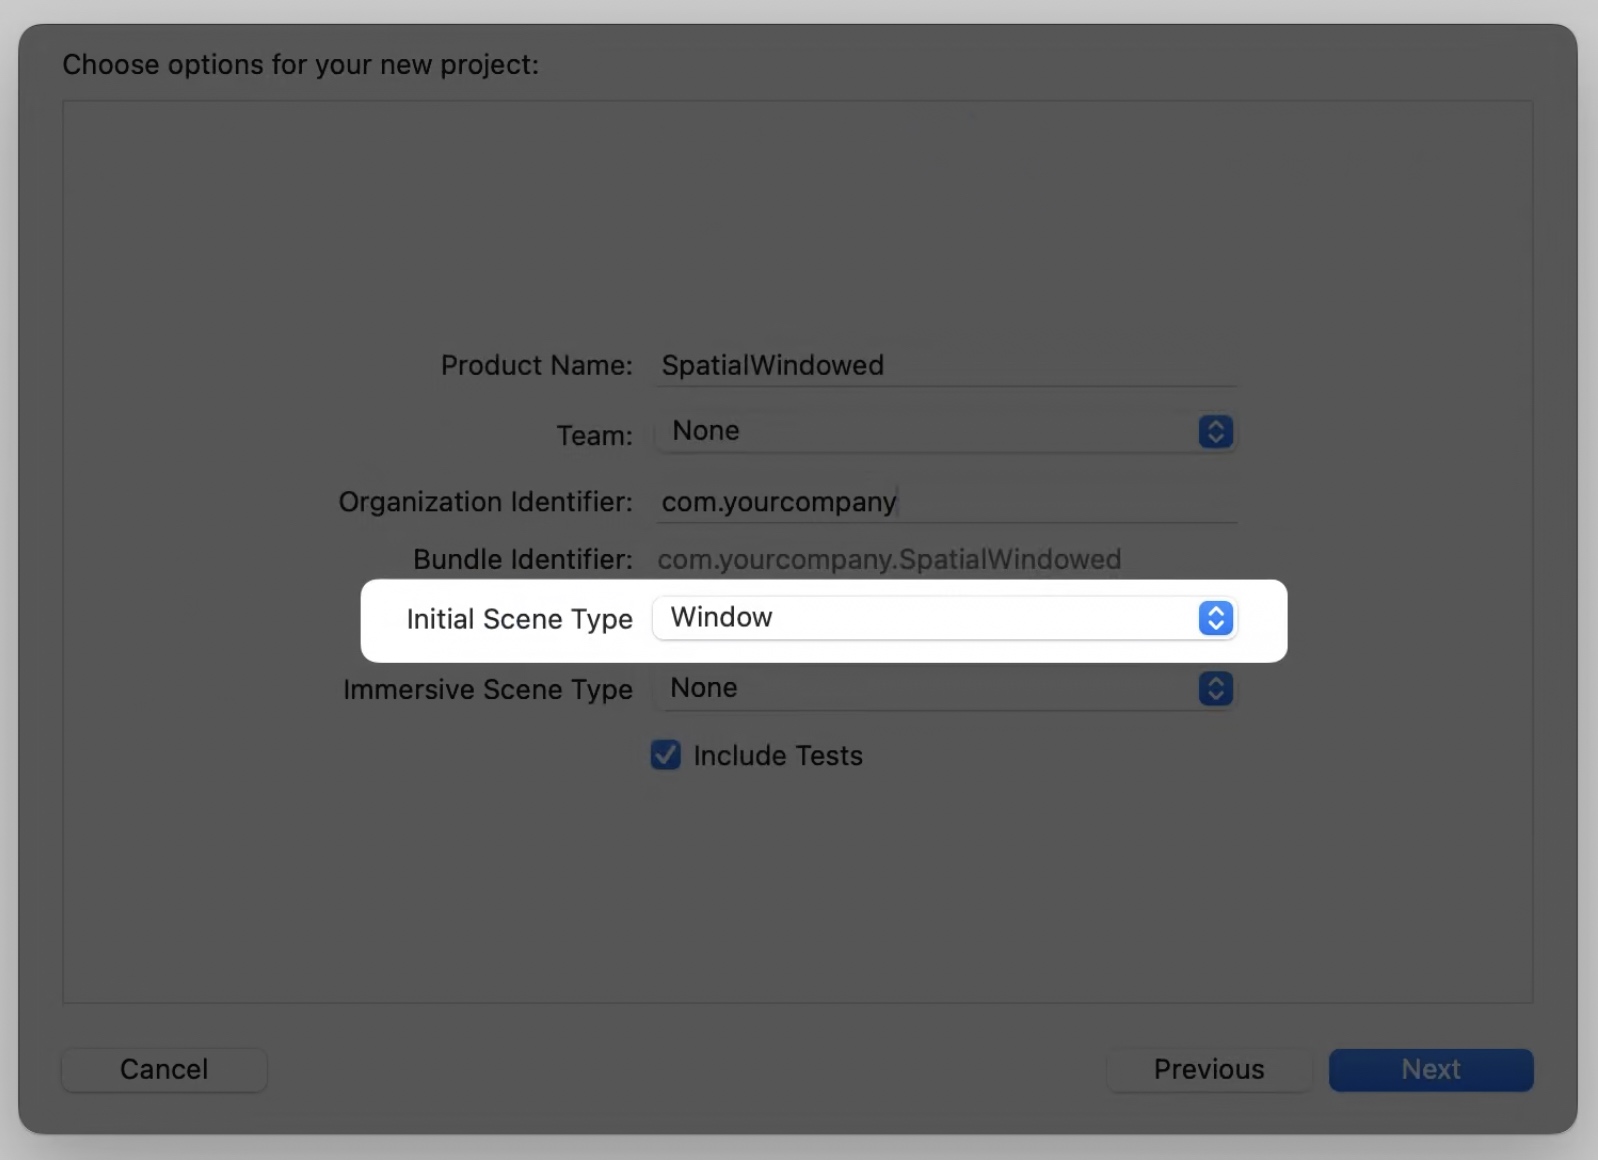 Choose options for your new project:
Product Name: SpatialWindowed
Team: None
Organization Identifier: com.yourcompany
Bundle Identifier: com.yourcompany.SpatialWindowed
Initial Scene Type Window
Immersive Scene Type None
Include Tests
Cancel Previous Next